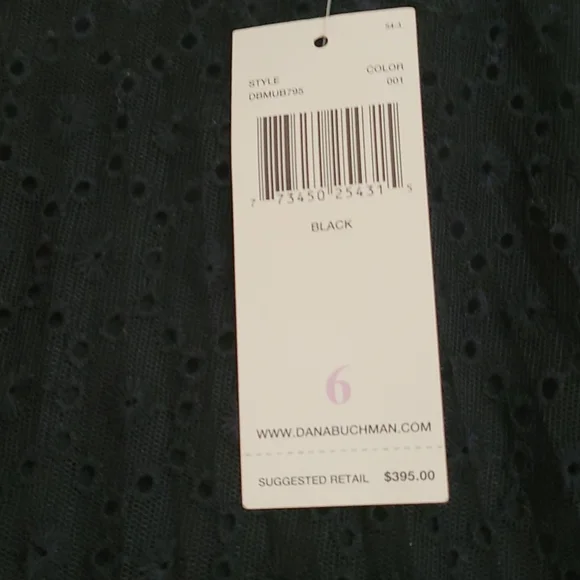 STYLE COLOR
DBMUB795 001
7 73450 25431 5
BLACK
6
WWW.DANABUCHMAN.COM
SUGGESTED RETAIL $395.00